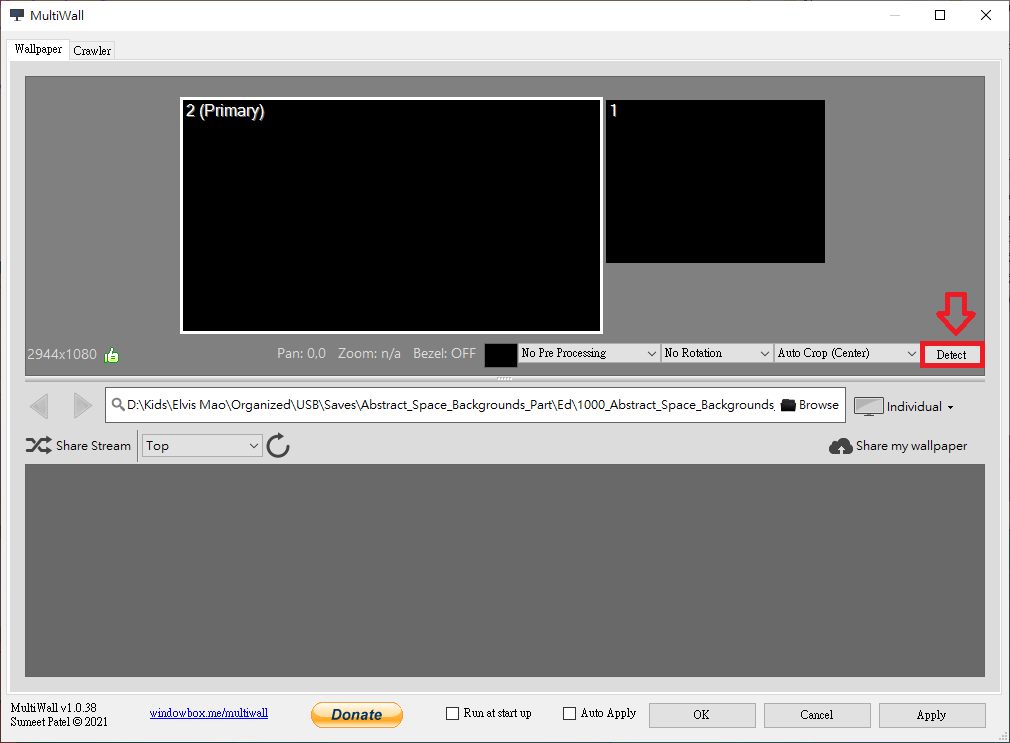 MultiWall
Wallpaper Crawler
2 (Primary) 1
2944x1080 Pan: 0,0 Zoom: n/a Bezel: OFF No Pre Processing No Rotation Auto Crop (Center) Detect
D:\Kids\Elvis Mao\Organized\USB\Saves\Abstract_Space_Backgrounds_Part\Ed\1000_Abstract_Space_Backgrounds_ Browse Individual
Share Stream Top Share my wallpaper
MultiWall v1.0.38
Sumeet Patel © 2021
windowbox.me/multiwall Donate Run at start up Auto Apply OK Cancel Apply